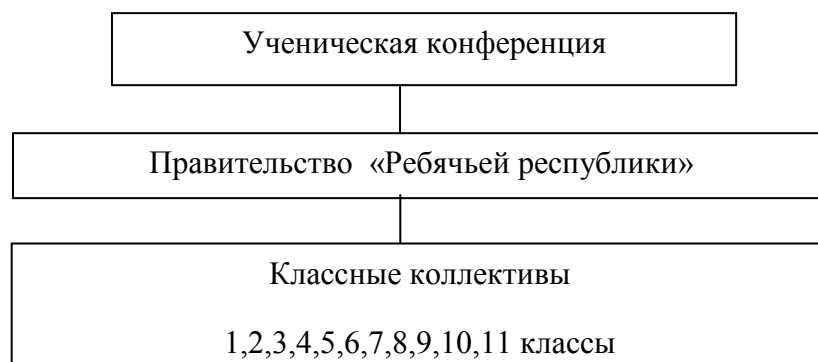 Ученическая конференция
Правительство «Ребячьей республики»
Классные коллективы
1,2,3,4,5,6,7,8,9,10,11 классы